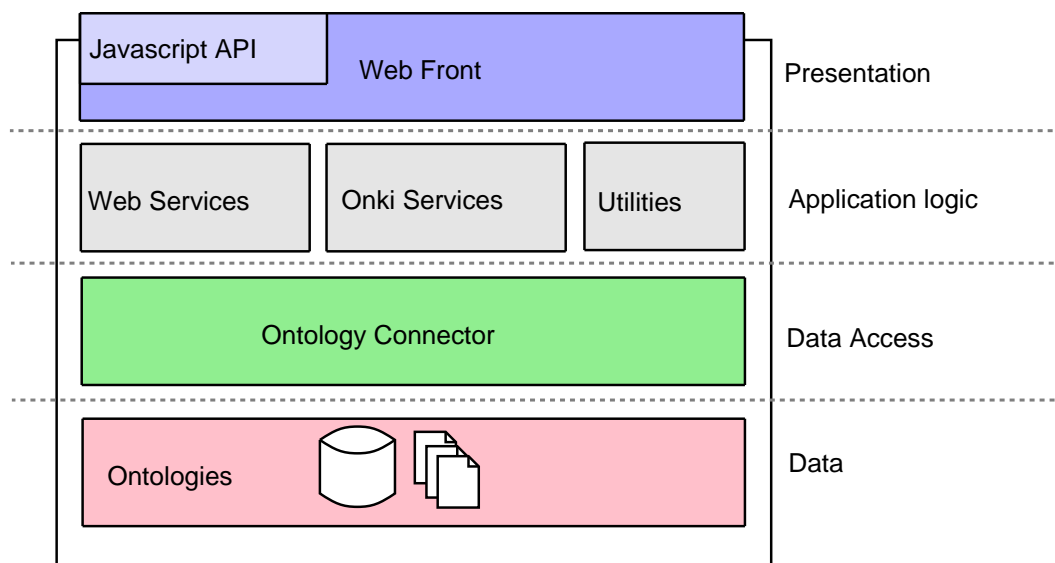 Javascript API
Web Front
Presentation
Web Services
Onki Services
Utilities
Application logic
Ontology Connector
Data Access
Ontologies
Data